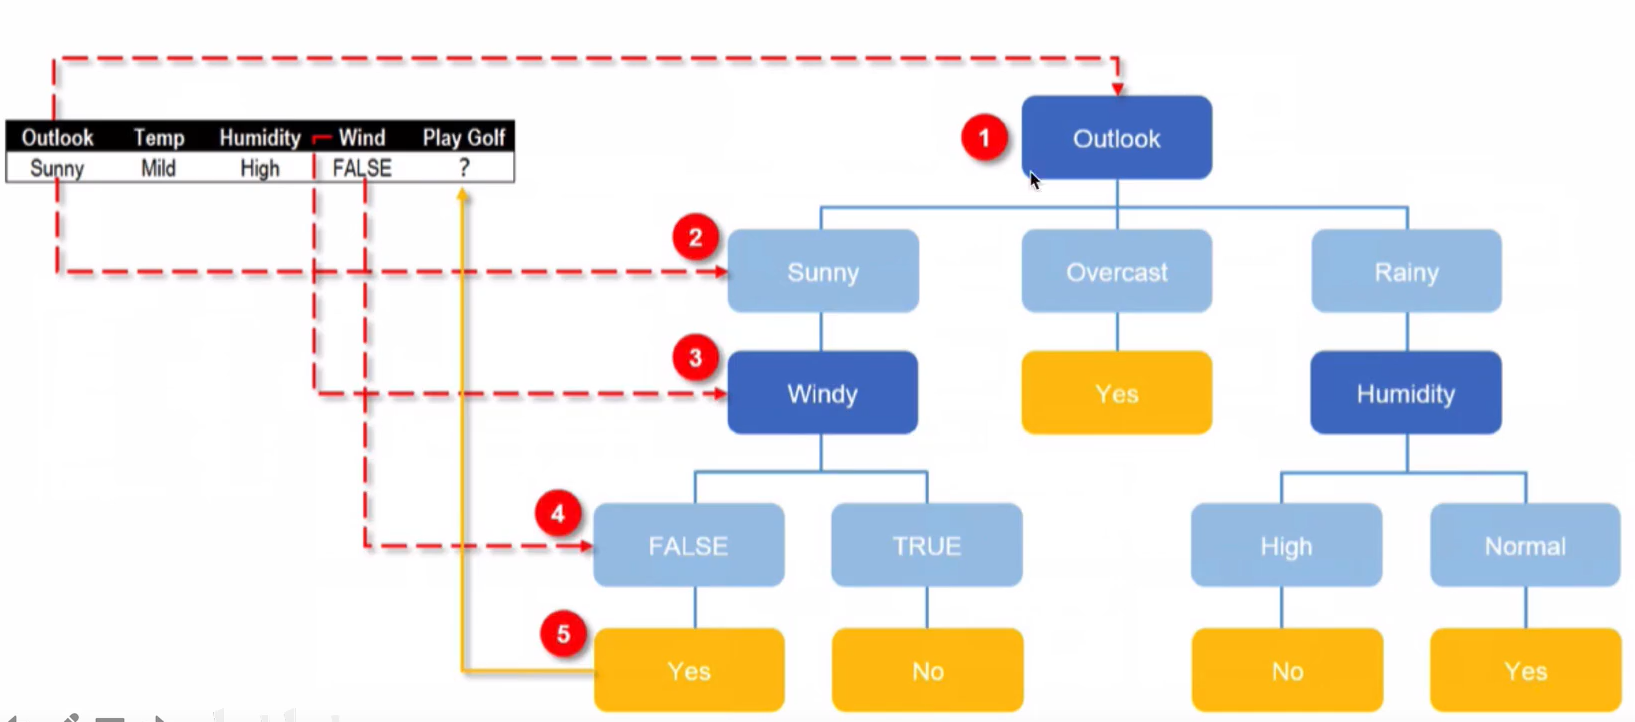 Outlook Temp Humidity Wind Play Golf
Sunny Mild High FALSE ?
1 Outlook
2 Sunny Overcast Rainy
3 Windy Yes Humidity
4 FALSE TRUE High Normal
5 Yes No No Yes